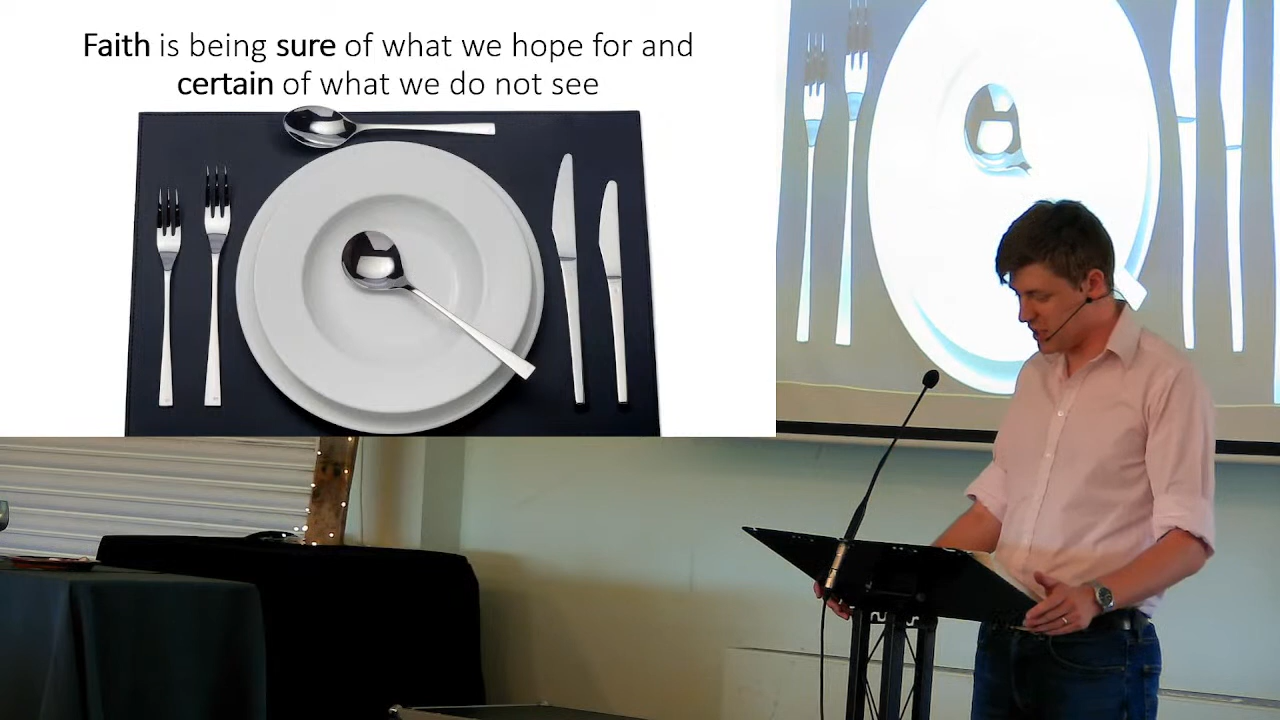 Faith is being sure of what we hope for and
certain of what we do not see